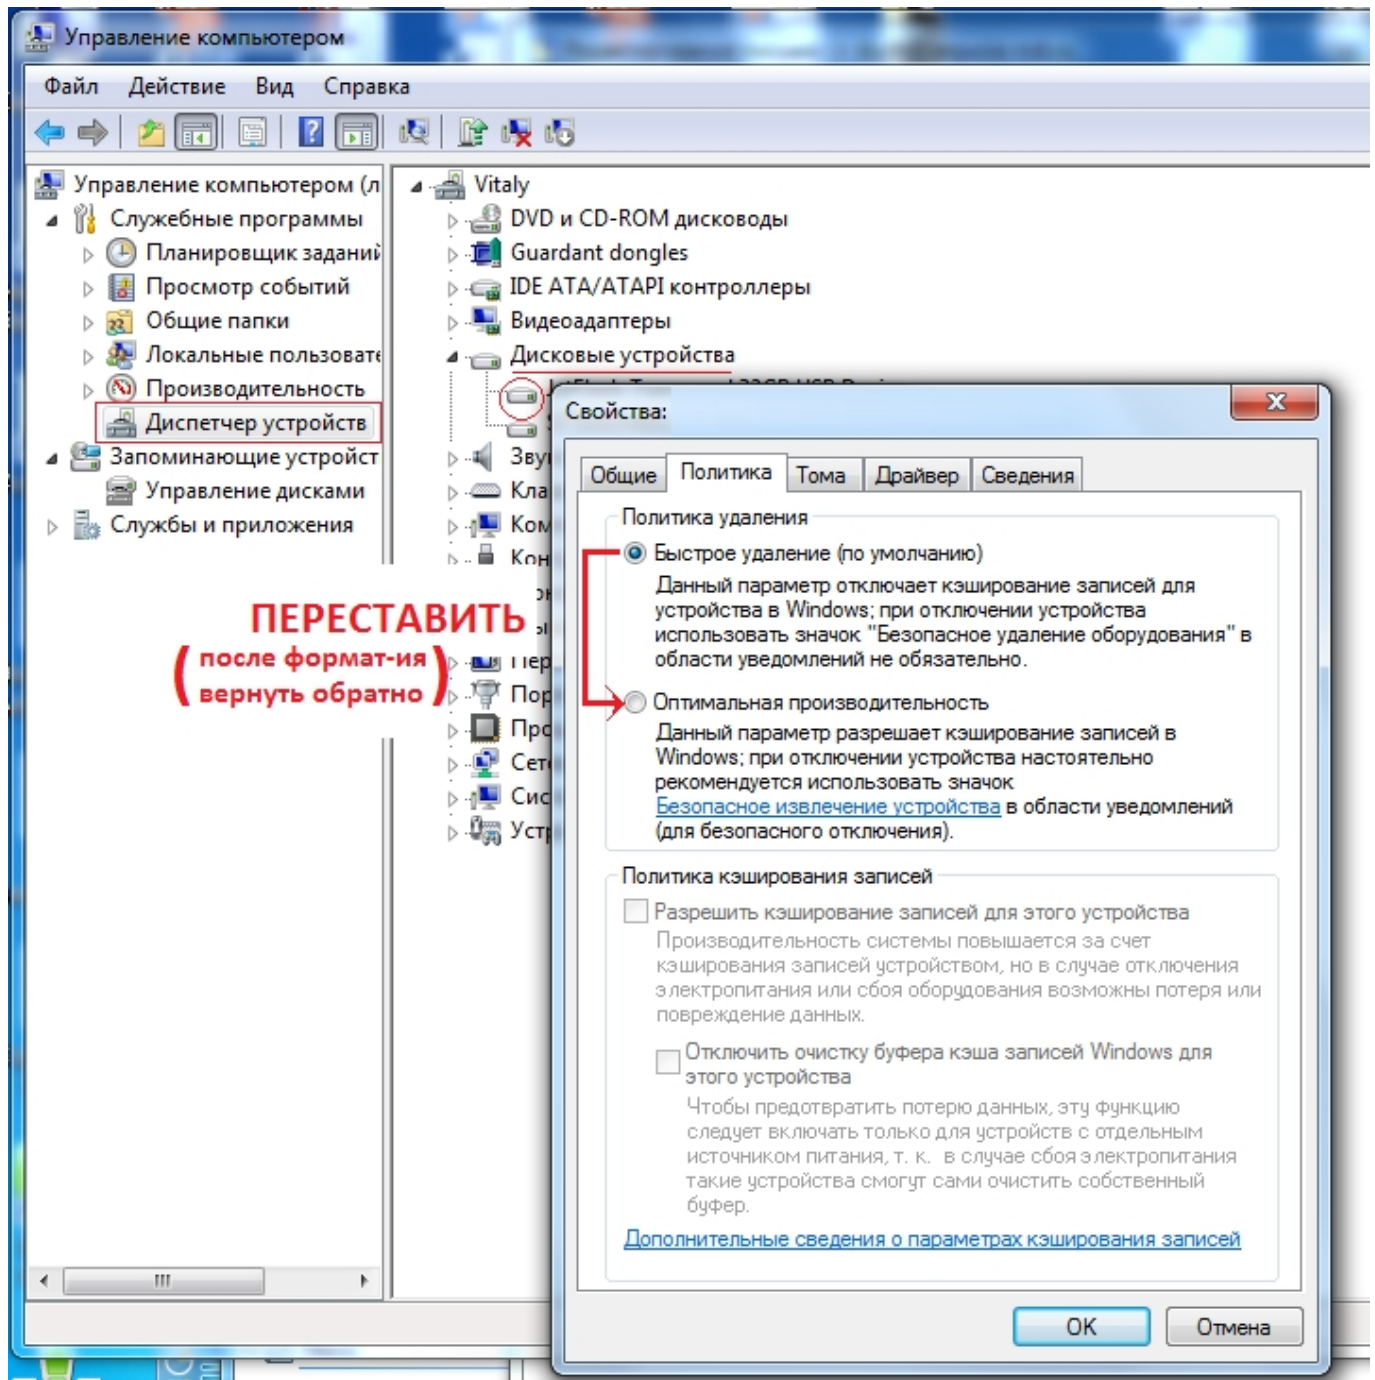 Управление компьютером
Файл Действие Вид Справка
Управление компьютером (л
Служебные программы
Планировщик заданий
Просмотр событий
Общие папки
Локальные пользовате
Производительность
Диспетчер устройств
Запоминающие устройст
Управление дисками
Службы и приложения
Vitaly
DVD и CD-ROM дисководы
Guardant dongles
IDE ATA/ATAPI контроллеры
Видеоадаптеры
Дисковые устройства
Зву
Кла
Ком
Кон
Пер
Пор
Про
Сет
Сис
Устр
ПЕРЕСТАВИТЬ
(после формат-ия
вернуть обратно)
Свойства:
Общие Политика Тома Драйвер Сведения
Политика удаления
Быстрое удаление (по умолчанию)
Данный параметр отключает кэширование записей для
устройства в Windows; при отключении устройства
использовать значок "Безопасное удаление оборудования" в
области уведомлений не обязательно.
Оптимальная производительность
Данный параметр разрешает кэширование записей в
Windows; при отключении устройства настоятельно
рекомендуется использовать значок
Безопасное извлечение устройства в области уведомлений
(для безопасного отключения).
Политика кэширования записей
Разрешить кэширование записей для этого устройства
Производительность системы повышается за счет
кэширования записей устройством, но в случае отключения
электропитания или сбоя оборудования возможны потеря или
повреждение данных.
Отключить очистку буфера кэша записей Windows для
этого устройства
Чтобы предотвратить потерю данных, эту функцию
следует включать только для устройств с отдельным
источником питания, т. к. в случае сбоя электропитания
такие устройства смогут сами очистить собственный
буфер.
Дополнительные сведения о параметрах кэширования записей
OK Отмена